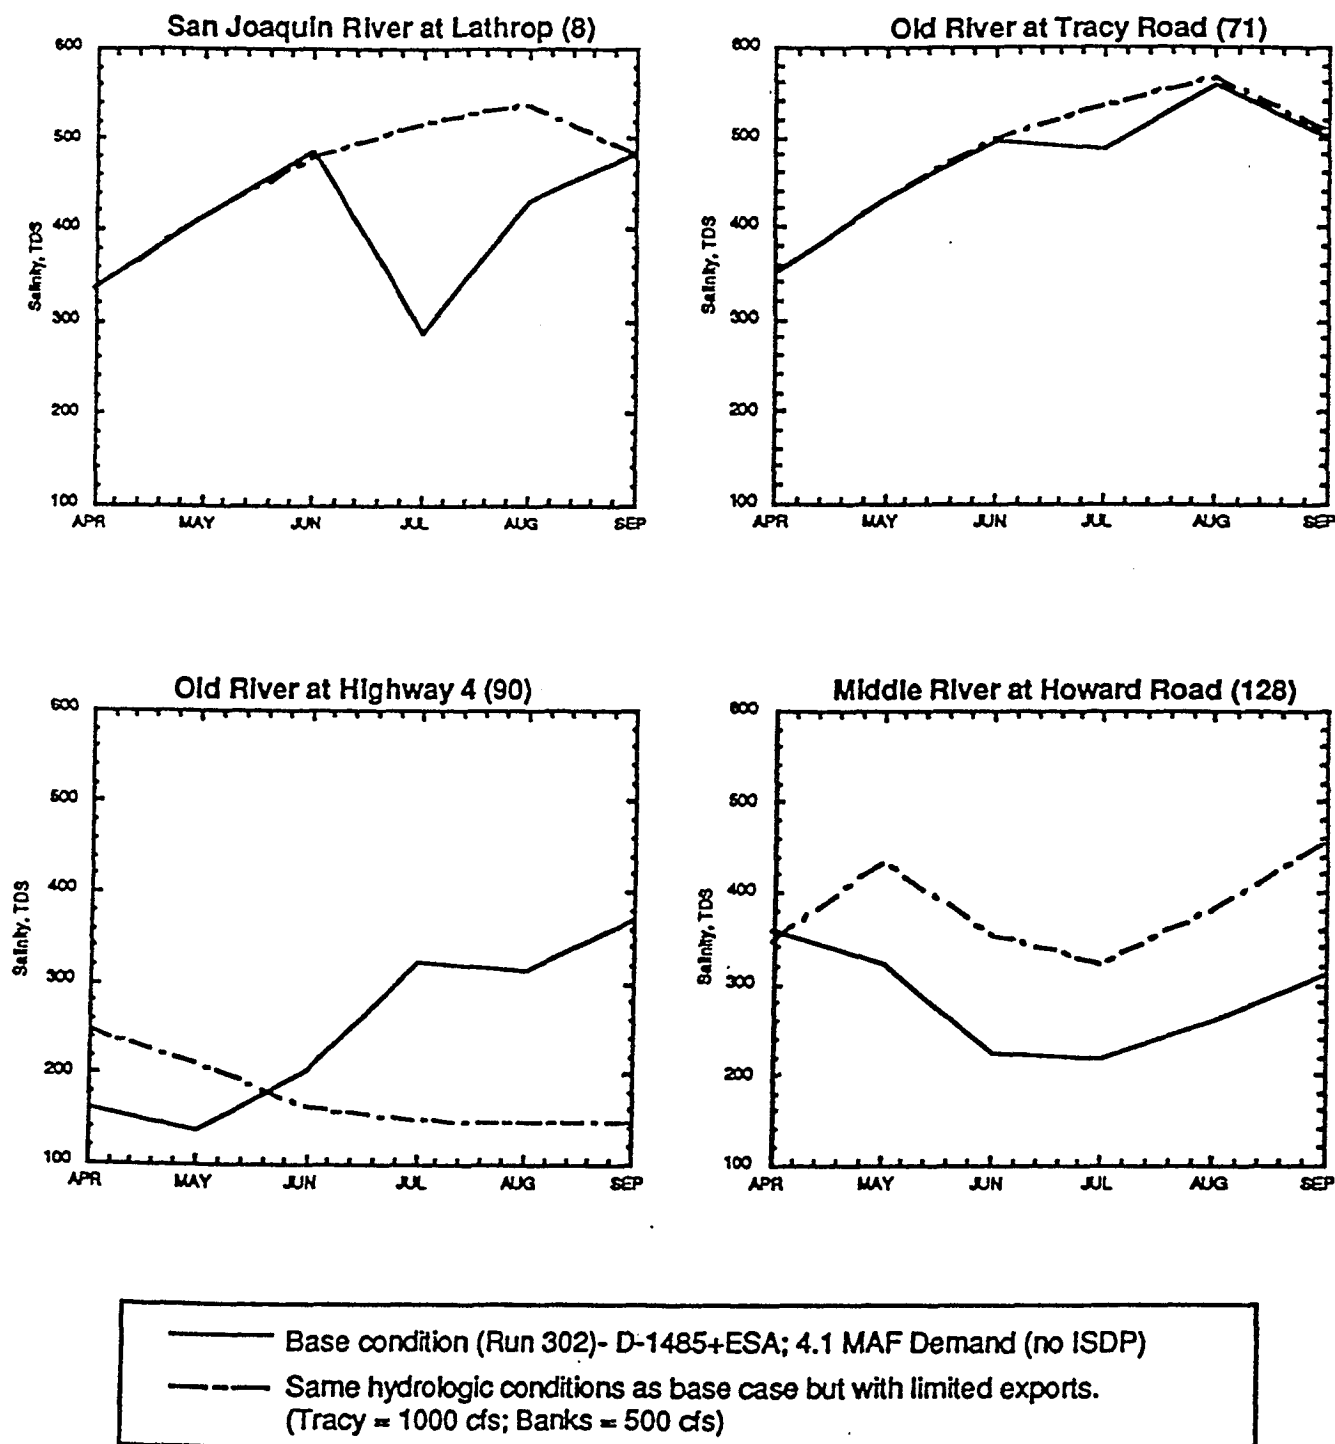 San Joaquin River at Lathrop (8)
600
500
400
300
200
100
Salinity, TDS
APR MAY JUN JUL AUG SEP
Old River at Tracy Road (71)
600
500
400
300
200
100
Salinity, TDS
APR MAY JUN JUL AUG SEP
Old River at Highway 4 (90)
600
500
400
300
200
100
Salinity, TDS
APR MAY JUN JUL AUG SEP
Middle River at Howard Road (128)
600
500
400
300
200
100
Salinity, TDS
APR MAY JUN JUL AUG SEP
Base condition (Run 302)- D-1485+ESA; 4.1 MAF Demand (no ISDP)
Same hydrologic conditions as base case but with limited exports.
(Tracy = 1000 cfs; Banks = 500 cfs)